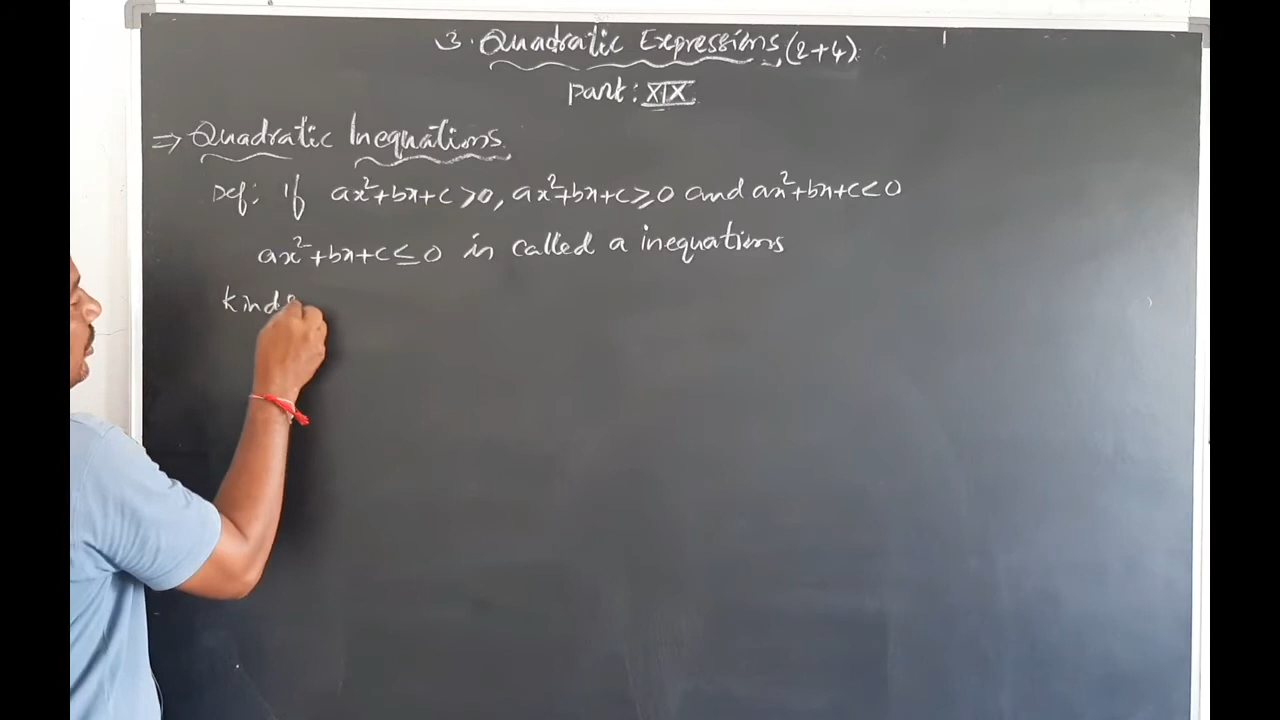 3. Quadratic Expressions (2+4)
Part: XIX
⇒ Quadratic Inequations
Def: If ax²+bx+c>0, ax²+bx+c≥0 and ax²+bx+c<0
ax²+bx+c≤0 is called a inequations
Kinds